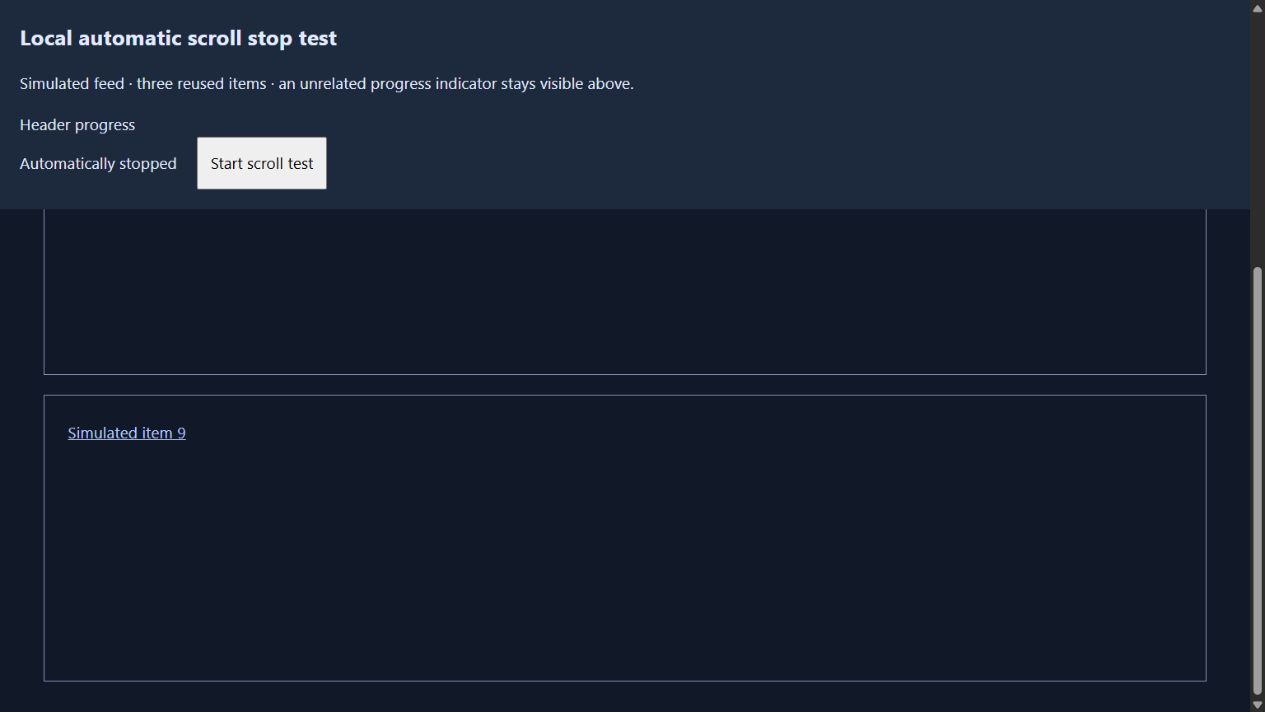 Local automatic scroll stop test
Simulated feed · three reused items · an unrelated progress indicator stays visible above.
Header progress
Automatically stopped
Start scroll test
Simulated item 9